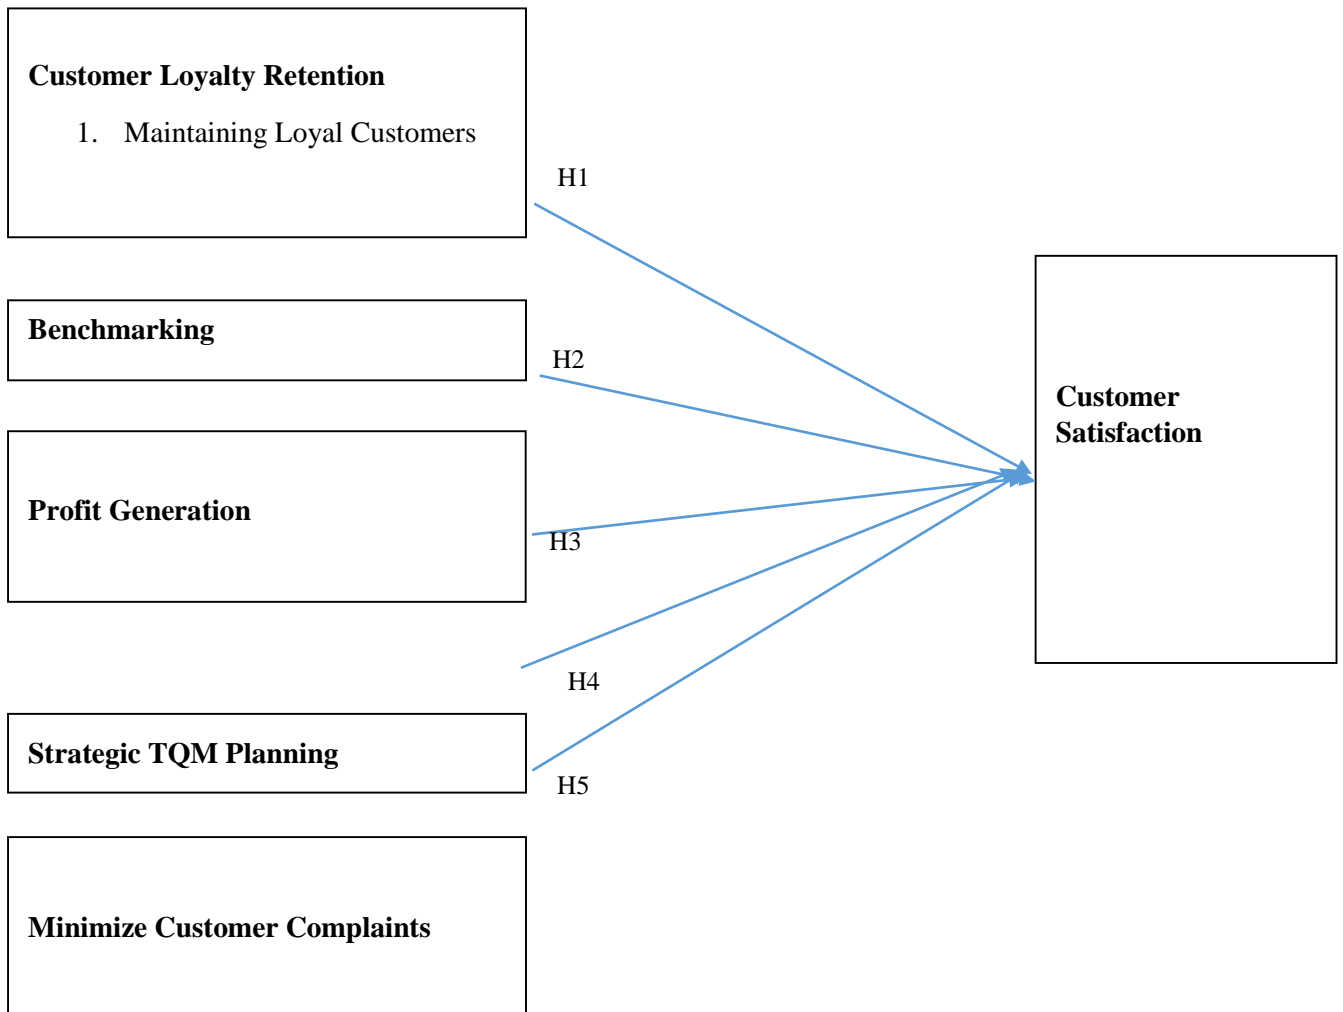 Customer Loyalty Retention
1. Maintaining Loyal Customers
H1
Benchmarking
H2
Customer
Satisfaction
Profit Generation
H3
H4
Strategic TQM Planning
H5
Minimize Customer Complaints